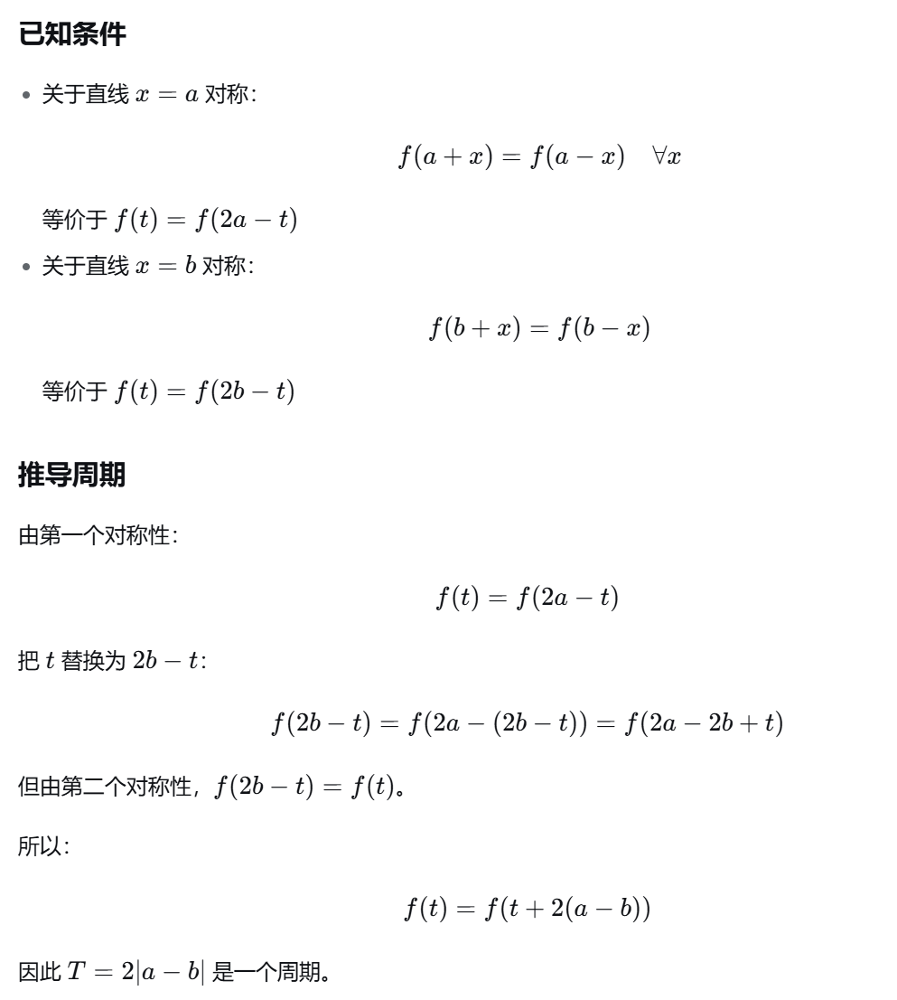 已知条件
• 关于直线 x = a 对称：
f(a + x) = f(a − x) ∀x
等价于 f(t) = f(2a − t)
• 关于直线 x = b 对称：
f(b + x) = f(b − x)
等价于 f(t) = f(2b − t)
推导周期
由第一个对称性：
f(t) = f(2a − t)
把 t 替换为 2b − t：
f(2b − t) = f(2a − (2b − t)) = f(2a − 2b + t)
但由第二个对称性，f(2b − t) = f(t)。
所以：
f(t) = f(t + 2(a − b))
因此 T = 2|a − b| 是一个周期。